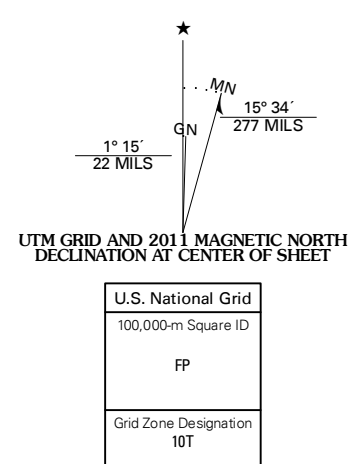 MN
15° 34´
277 MILS
GN
1° 15´
22 MILS
UTM GRID AND 2011 MAGNETIC NORTH
DECLINATION AT CENTER OF SHEET
U.S. National Grid
100,000-m Square ID
FP
Grid Zone Designation
10T